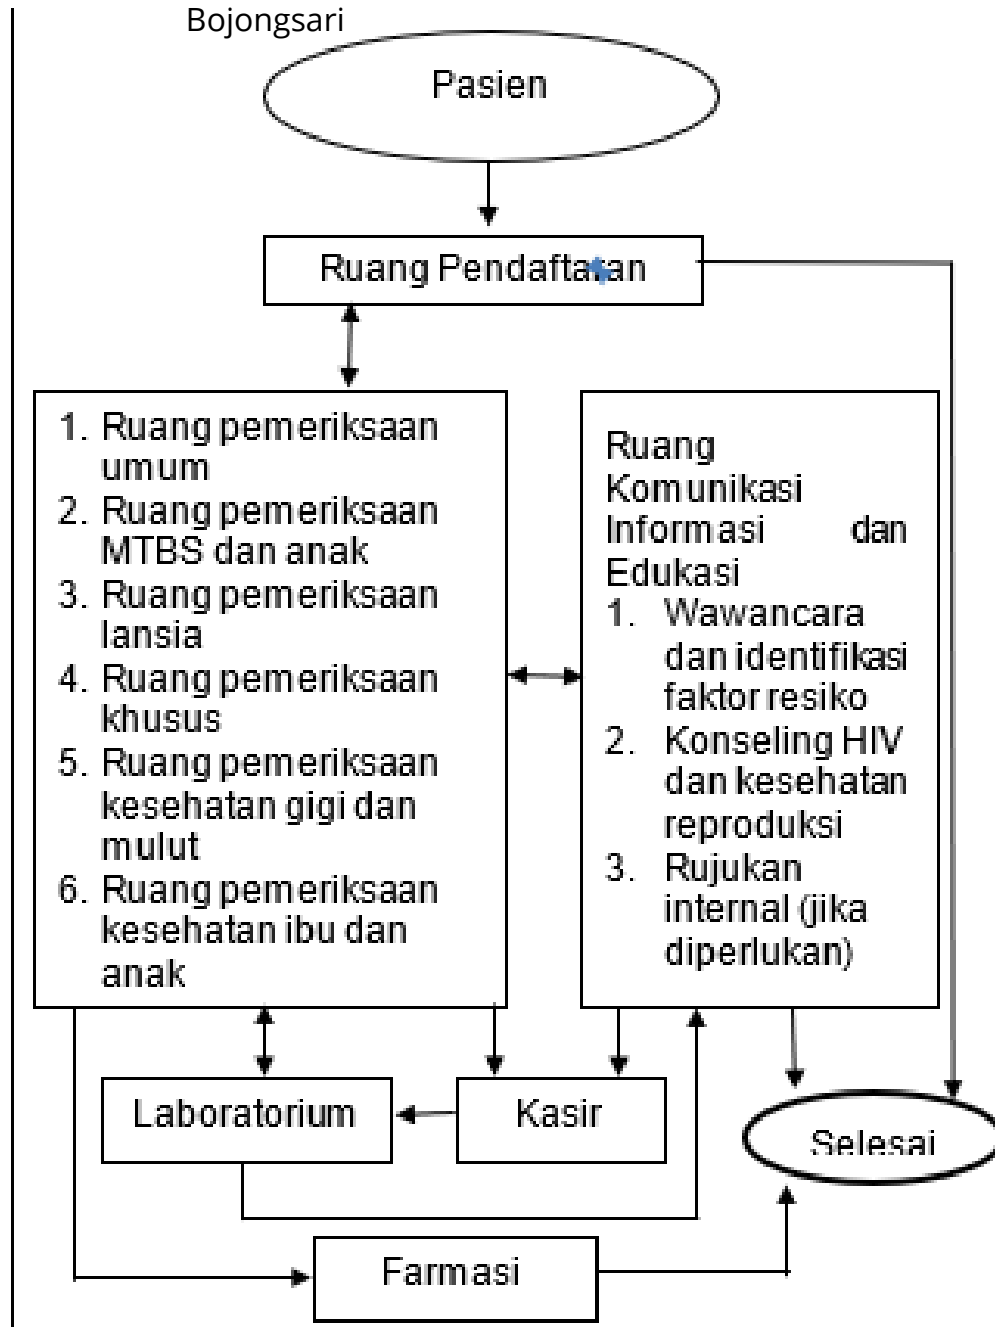 Bojongsari
Pasien
Ruang Pendaftaran
1. Ruang pemeriksaan
umum
2. Ruang pemeriksaan
MTBS dan anak
3. Ruang pemeriksaan
lansia
4. Ruang pemeriksaan
khusus
5. Ruang pemeriksaan
kesehatan gigi dan
mulut
6. Ruang pemeriksaan
kesehatan ibu dan
anak
Ruang
Komunikasi
Informasi dan
Edukasi
1. Wawancara
dan identifikasi
faktor resiko
2. Konseling HIV
dan kesehatan
reproduksi
3. Rujukan
internal (jika
diperlukan)
Laboratorium
Kasir
Selesai
Farmasi